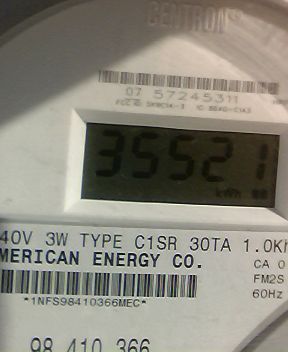 CENTRON®
07 57245311
35521
kWh
40V 3W TYPE C1SR 30TA 1.0Kh
MERICAN ENERGY CO.
CA 0
FM2S
60Hz
*1NFS98410366MEC*
98 410 366